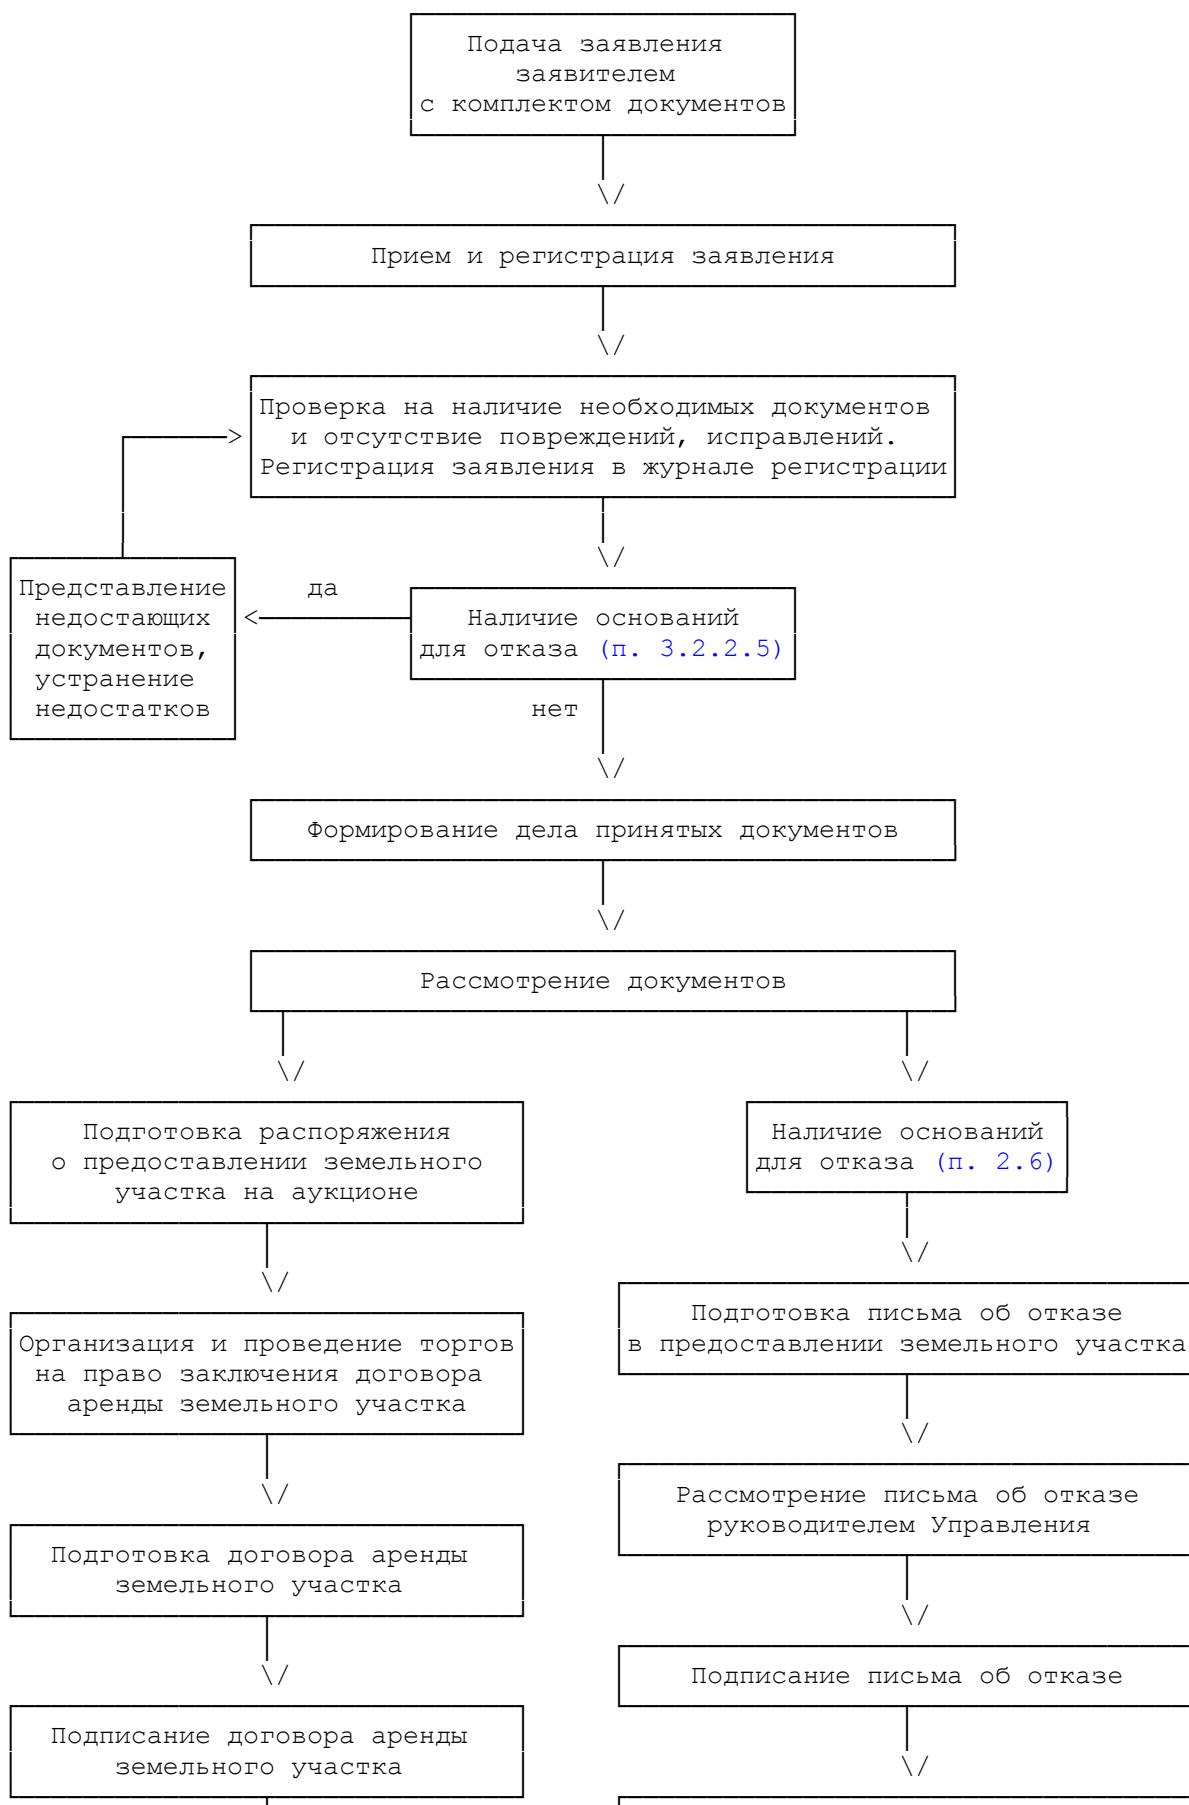 Подача заявления
заявителем
с комплектом документов
Прием и регистрация заявления
Проверка на наличие необходимых документов
и отсутствие повреждений, исправлений.
Регистрация заявления в журнале регистрации
Представление
недостающих
документов,
устранение
недостатков
да
Наличие оснований
для отказа (п. 3.2.2.5)
нет
Формирование дела принятых документов
Рассмотрение документов
Подготовка распоряжения
о предоставлении земельного
участка на аукционе
Организация и проведение торгов
на право заключения договора
аренды земельного участка
Подготовка договора аренды
земельного участка
Подписание договора аренды
земельного участка
Наличие оснований
для отказа (п. 2.6)
Подготовка письма об отказе
в предоставлении земельного участка
Рассмотрение письма об отказе
руководителем Управления
Подписание письма об отказе